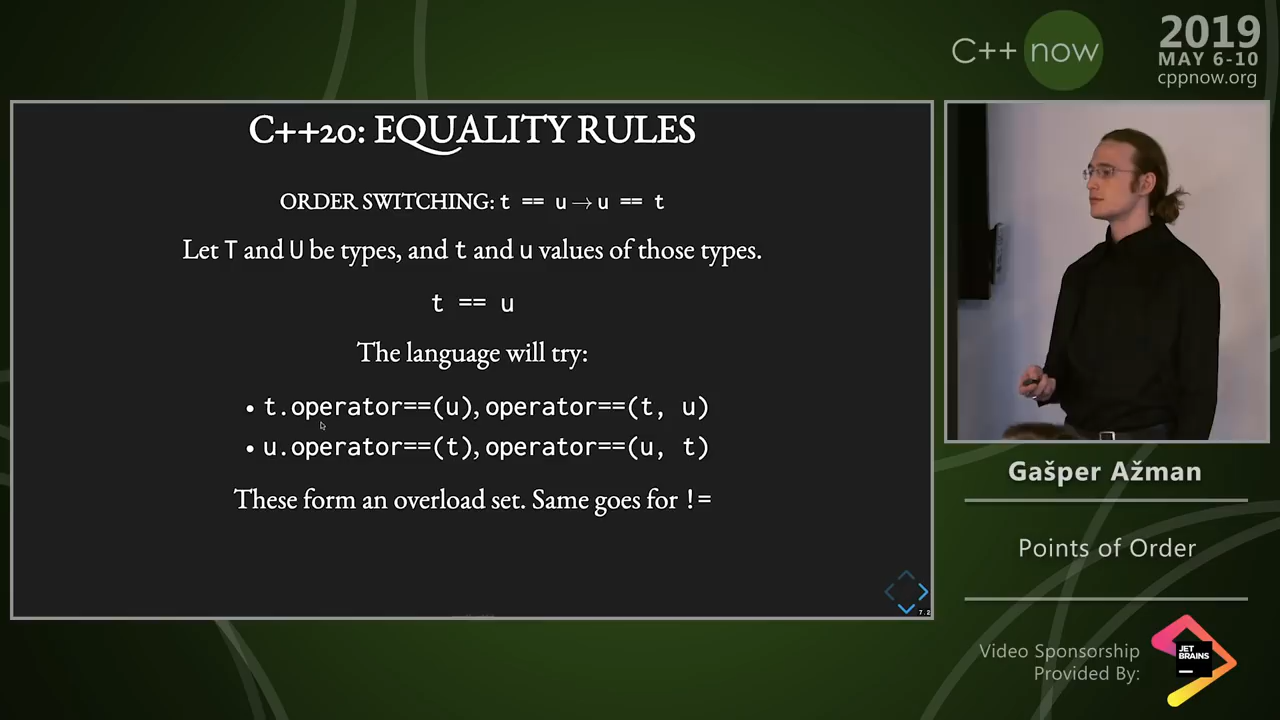 C++ now
2019
MAY 6-10
cppnow.org
C++20: EQUALITY RULES
ORDER SWITCHING: t == u → u == t
Let T and U be types, and t and u values of those types.
t == u
The language will try:
• t.operator==(u), operator==(t, u)
• u.operator==(t), operator==(u, t)
These form an overload set. Same goes for !=
7.2
Gašper Ažman
Points of Order
Video Sponsorship
Provided By:
JET
BRAINS